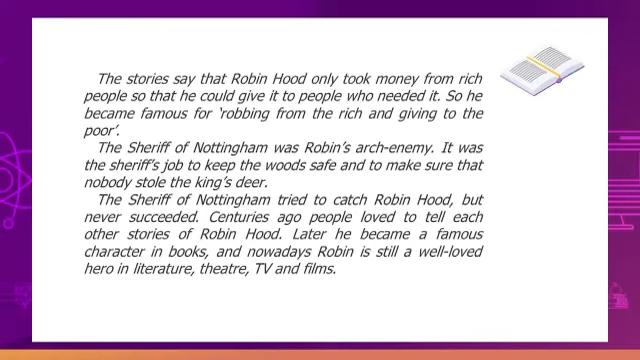 The stories say that Robin Hood only took money from rich
people so that he could give it to people who needed it. So he
became famous for ‘robbing from the rich and giving to the
poor’.
The Sheriff of Nottingham was Robin’s arch-enemy. It was
the sheriff’s job to keep the woods safe and to make sure that
nobody stole the king’s deer.
The Sheriff of Nottingham tried to catch Robin Hood, but
never succeeded. Centuries ago people loved to tell each
other stories of Robin Hood. Later he became a famous
character in books, and nowadays Robin is still a well-loved
hero in literature, theatre, TV and films.